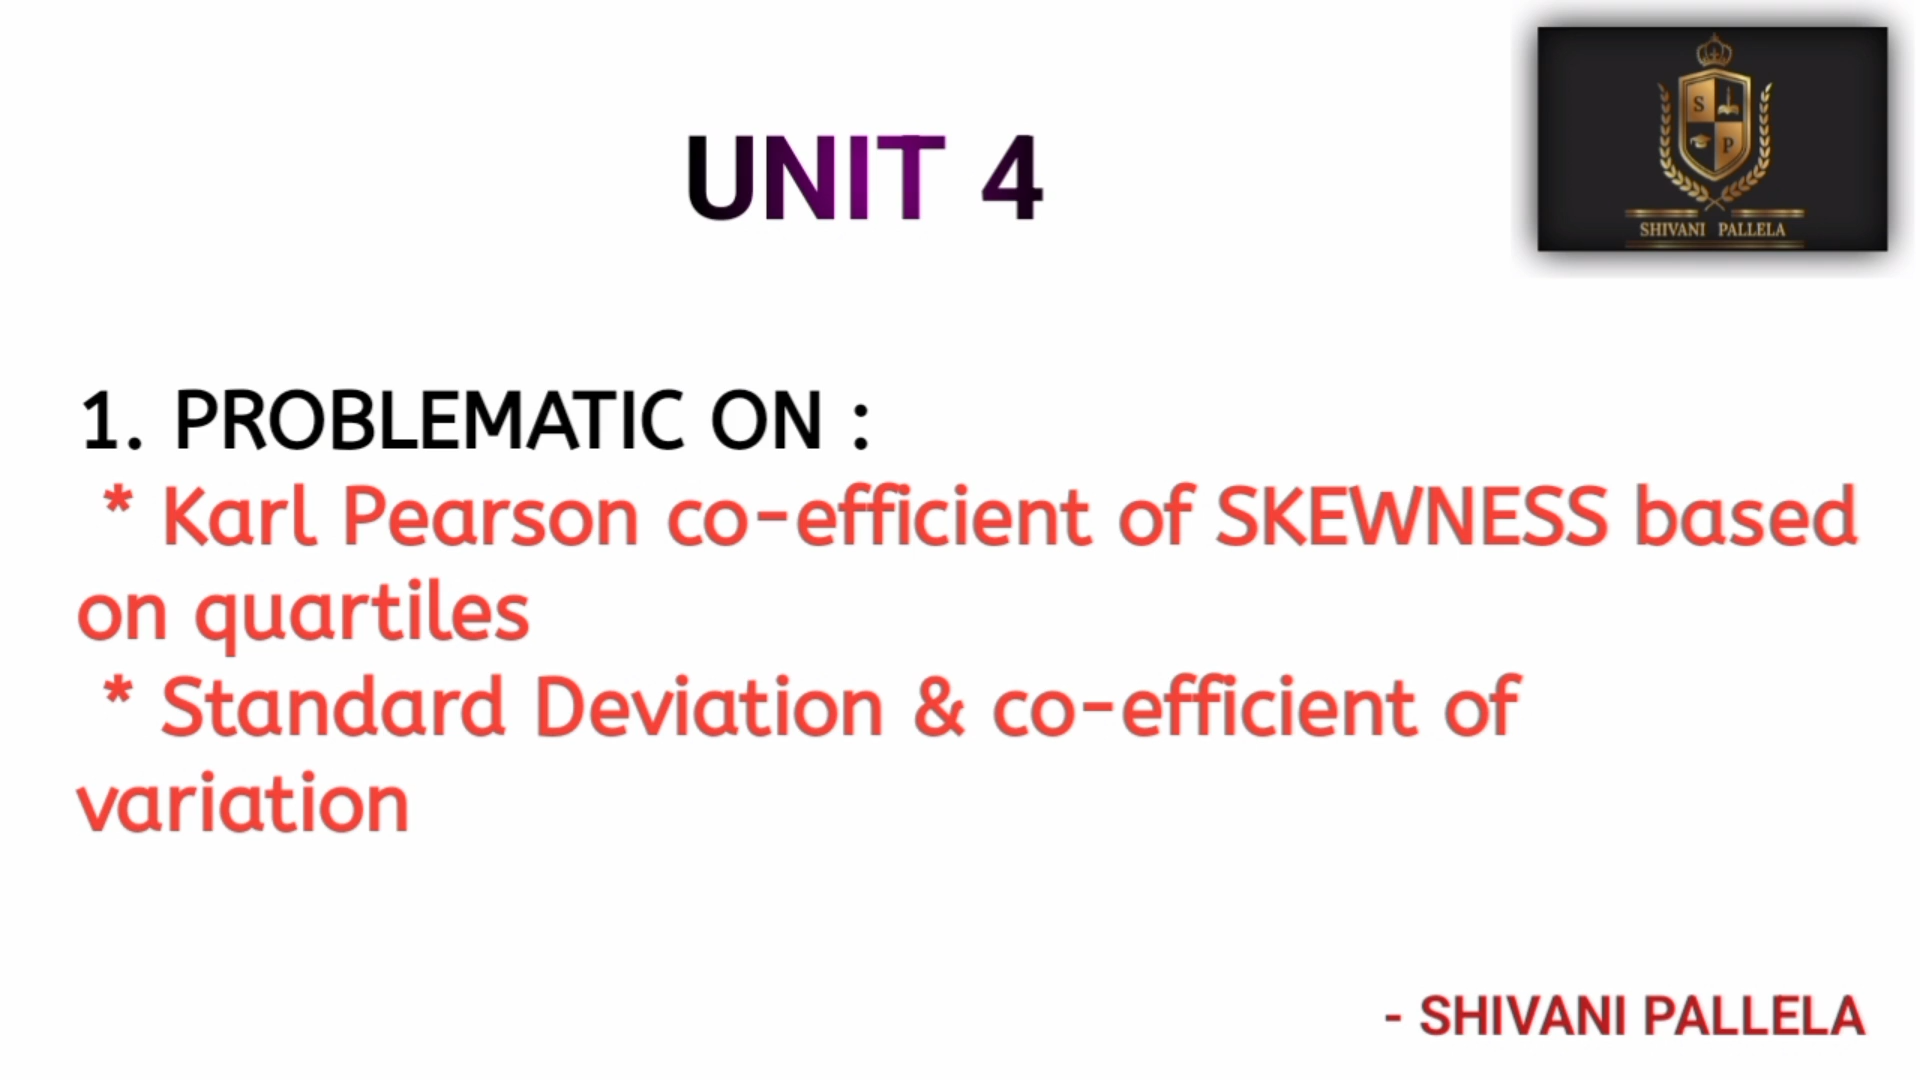 UNIT 4
S
P
SHIVANI PALLELA
1. PROBLEMATIC ON :
* Karl Pearson co-efficient of SKEWNESS based
on quartiles
* Standard Deviation & co-efficient of
variation
- SHIVANI PALLELA